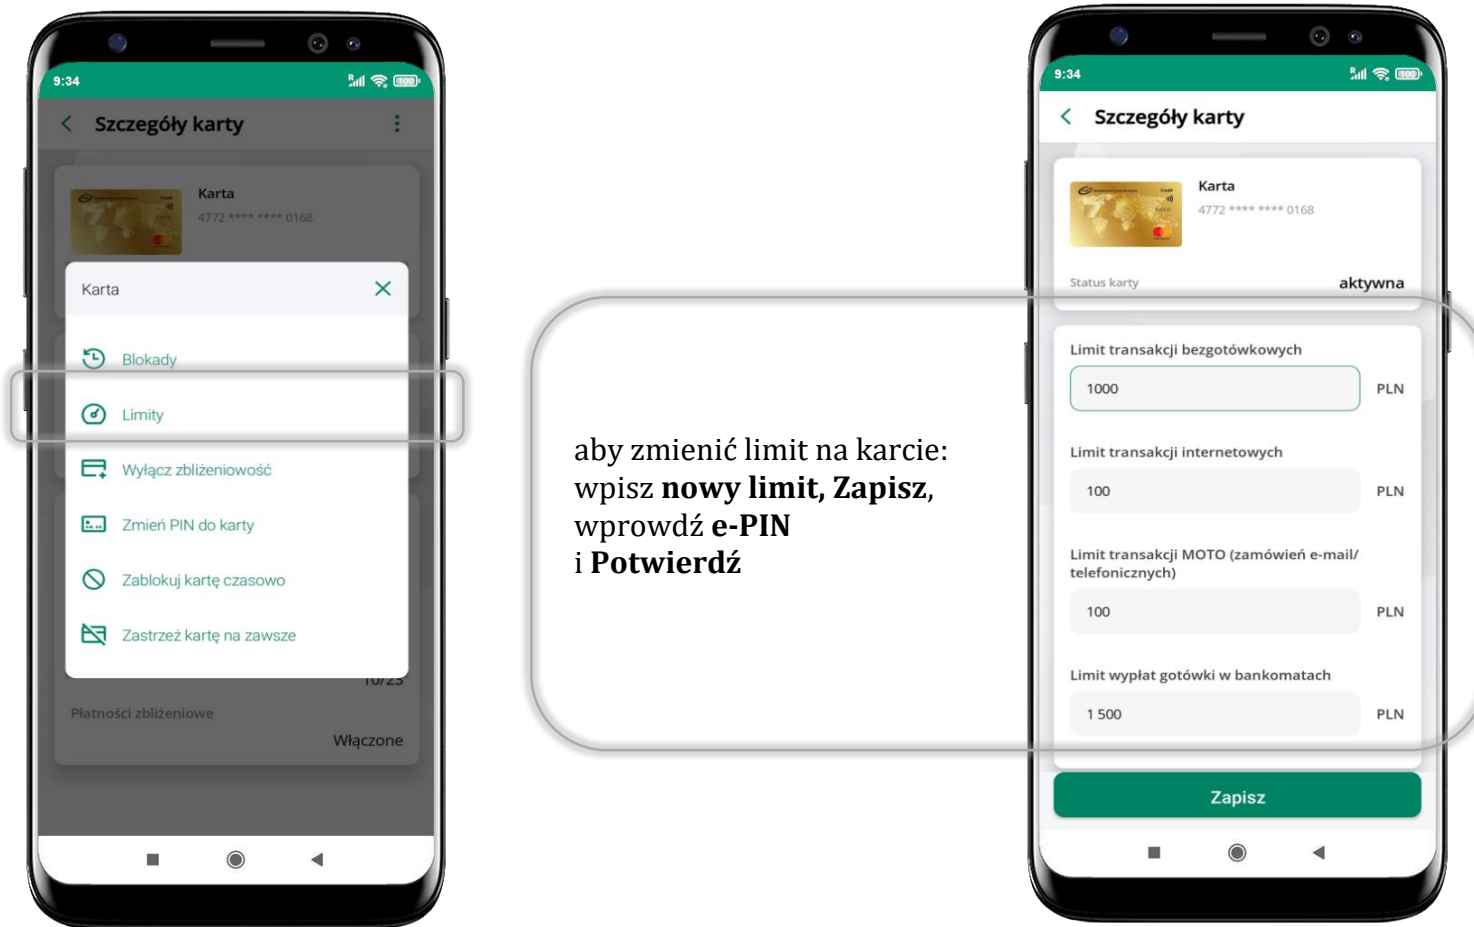 9:34
Szczegóły karty
Karta
4772 **** **** 0168
Karta
Blokady
Limity
Wyłącz zbliżeniowość
Zmień PIN do karty
Zablokuj kartę czasowo
Zastrzeż kartę na zawsze
10/23
Płatności zbliżeniowe
Włączone
aby zmienić limit na karcie:
wpisz nowy limit, Zapisz,
wprowdź e-PIN
i Potwierdź
9:34
Szczegóły karty
Karta
4772 **** **** 0168
Status karty aktywna
Limit transakcji bezgotówkowych
1000 PLN
Limit transakcji internetowych
100 PLN
Limit transakcji MOTO (zamówień e-mail/
telefonicznych)
100 PLN
Limit wypłat gotówki w bankomatach
1 500 PLN
Zapisz